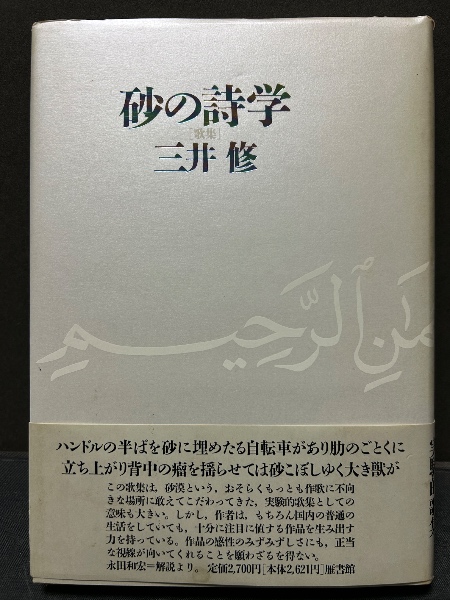 砂の詩学
[歌集]
三井 修
مَنِ الرَّحِيمِ
ハンドルの半ばを砂に埋めたる自転車があり肋のごとくに
立ち上がり背中の瘤を揺らせては砂こぼしゆく大き獣が
この歌集は、砂漠という、おそらくもっとも作歌に不向
きな場所に敢えてこだわってきた、実験的歌集としての
意味も大きい。しかし、作者は、もちろん国内の普通の
生活をしていても、十分に注目に値する作品を生み出す
力を持っている。作品の感性のみずみずしさにも、正当
な視線が向いてくれることを願わざるを得ない。
永田和宏=解説より。 定価2,700円[本体2,621円]雁書館